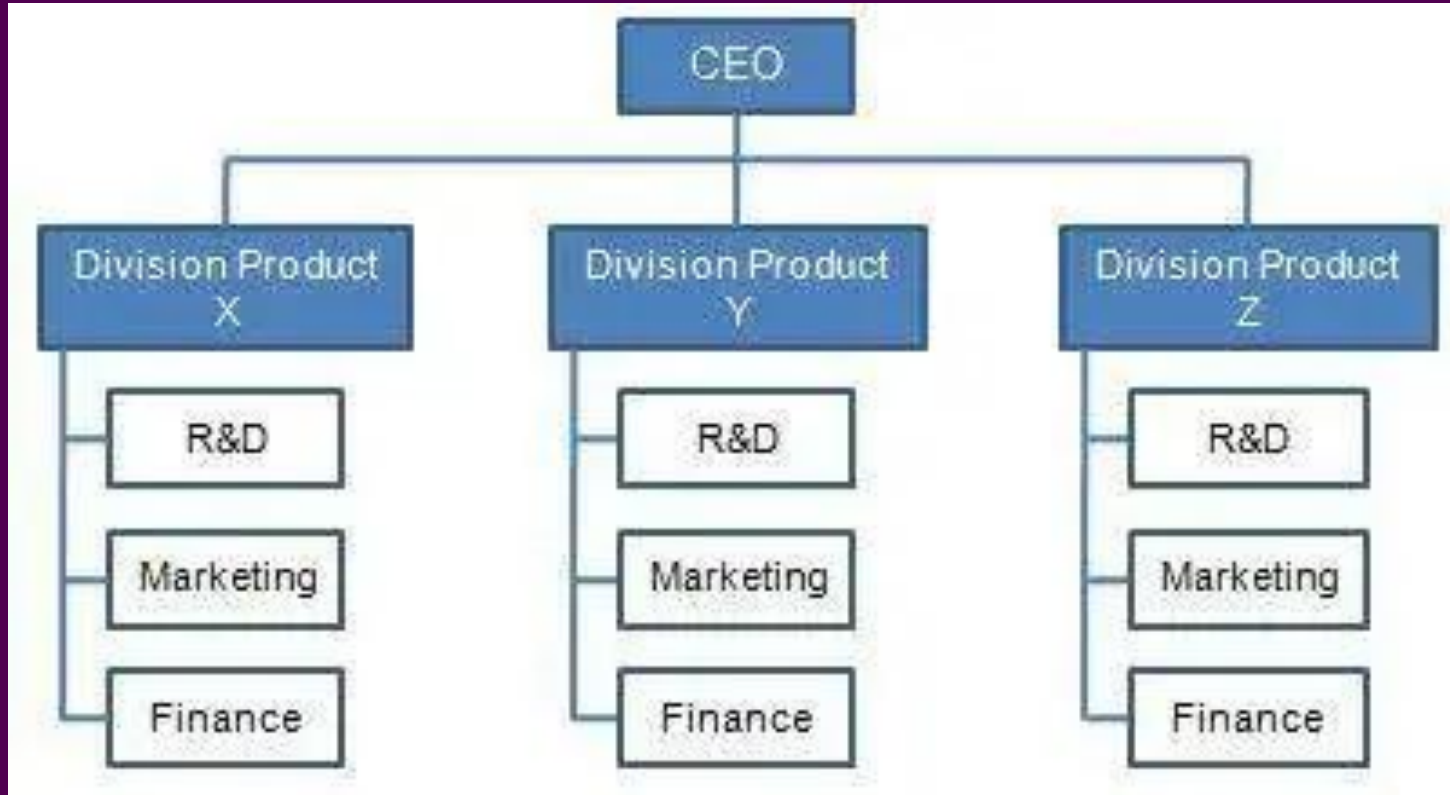 CEO
Division Product
X
Division Product
Y
Division Product
Z
R&D
R&D
R&D
Marketing
Marketing
Marketing
Finance
Finance
Finance